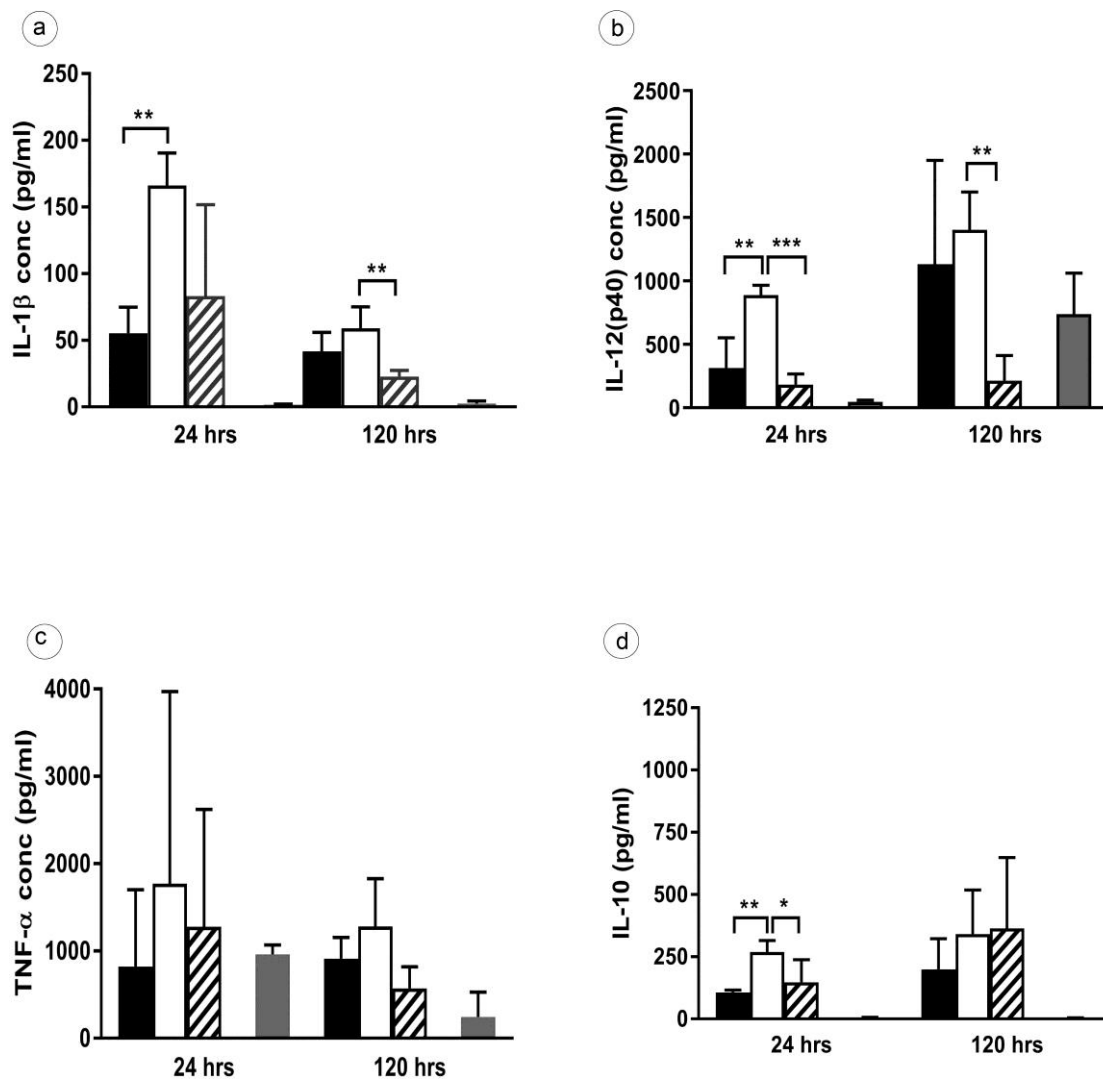 a
IL-1β conc (pg/ml)
250
200
150
100
50
0
**
**
24 hrs
120 hrs
b
IL-12(p40) conc (pg/ml)
2500
2000
1500
1000
500
0
**
***
**
24 hrs
120 hrs
c
TNF-α conc (pg/ml)
4000
3000
2000
1000
0
24 hrs
120 hrs
d
IL-10 (pg/ml)
1250
1000
750
500
250
0
**
*
24 hrs
120 hrs